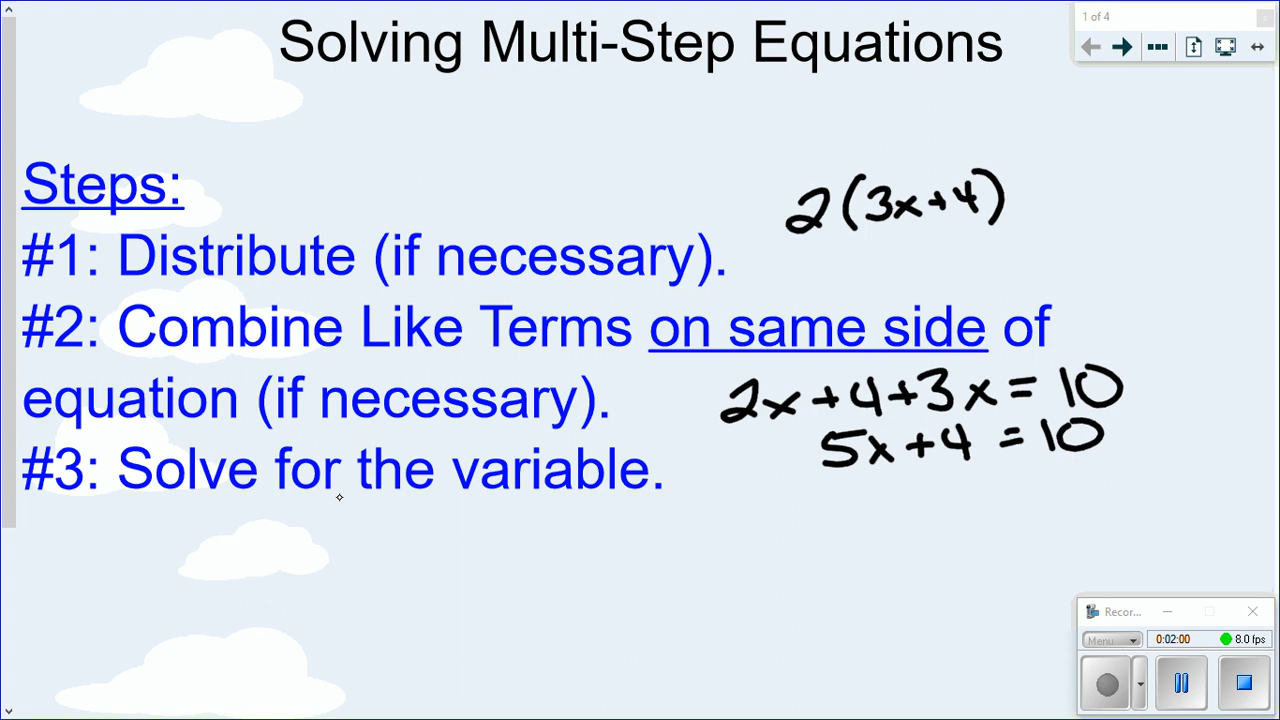 Solving Multi-Step Equations
1 of 4
Steps:
2(3x+4)
#1: Distribute (if necessary).
#2: Combine Like Terms on same side of
equation (if necessary).
2x+4+3x=10
5x+4=10
#3: Solve for the variable.
Recor...
Menu
0:02:00
8.0 fps